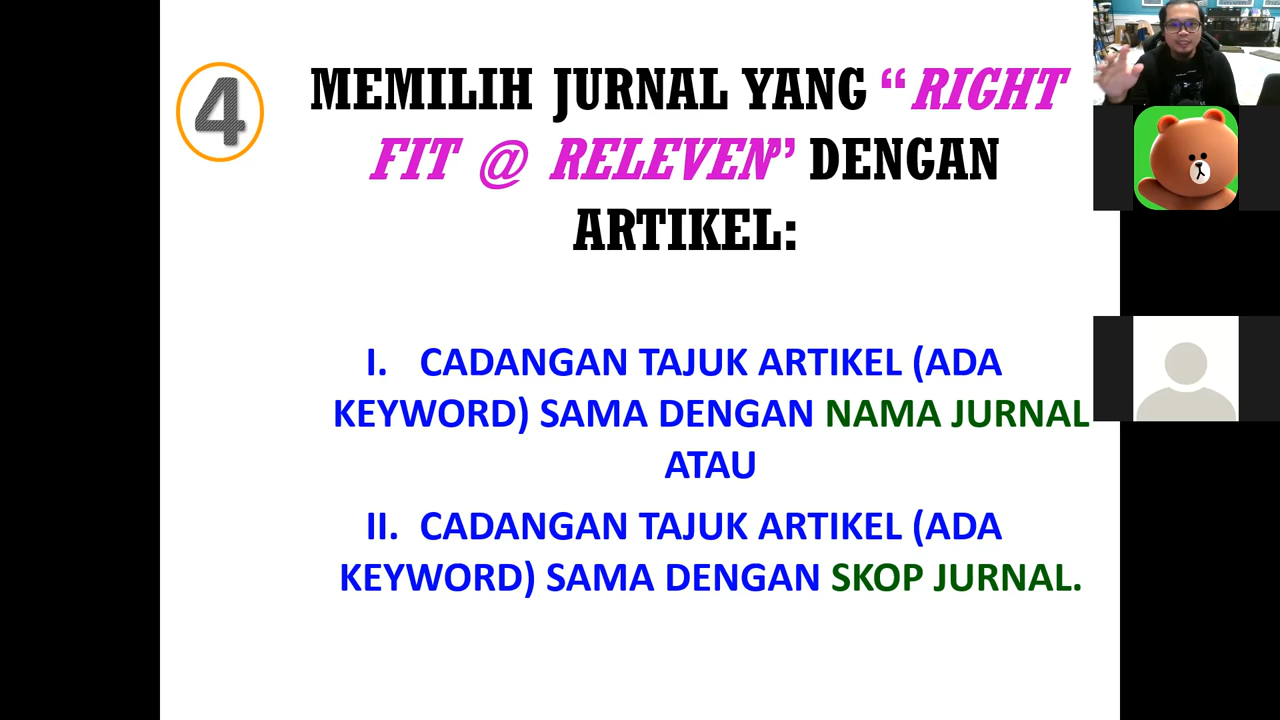 4
MEMILIH JURNAL YANG “RIGHT
FIT @ RELEVEN” DENGAN
ARTIKEL:
I. CADANGAN TAJUK ARTIKEL (ADA
KEYWORD) SAMA DENGAN NAMA JURNAL
ATAU
II. CADANGAN TAJUK ARTIKEL (ADA
KEYWORD) SAMA DENGAN SKOP JURNAL.